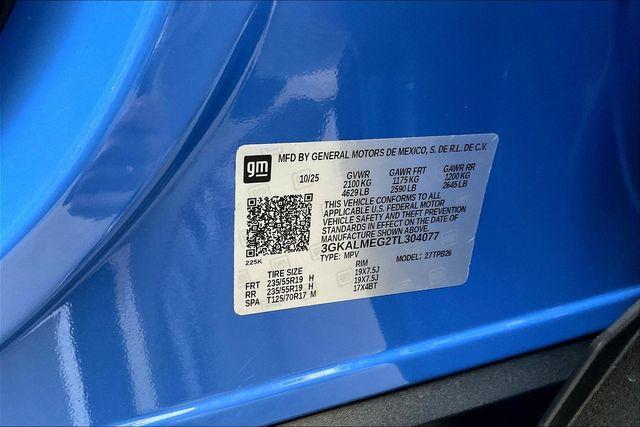 gm
MFD BY GENERAL MOTORS DE MEXICO, S. DE R.L. DE C.V.
10/25 GVWR GAWR FRT GAWR RR
2100 KG 1175 KG 1200 KG
4629 LB 2590 LB 2645 LB
THIS VEHICLE CONFORMS TO ALL
APPLICABLE U.S. FEDERAL MOTOR
VEHICLE SAFETY AND THEFT PREVENTION
STANDARDS IN EFFECT ON THE DATE OF
MANUFACTURE SHOWN ABOVE.
3GKALMEG2TL304077
225K
TYPE: MPV MODEL: 27TPB26
TIRE SIZE RIM
FRT 235/55R19 H 19X7.5J
RR 235/55R19 H 19X7.5J
SPA T125/70R17 M 17X4BT